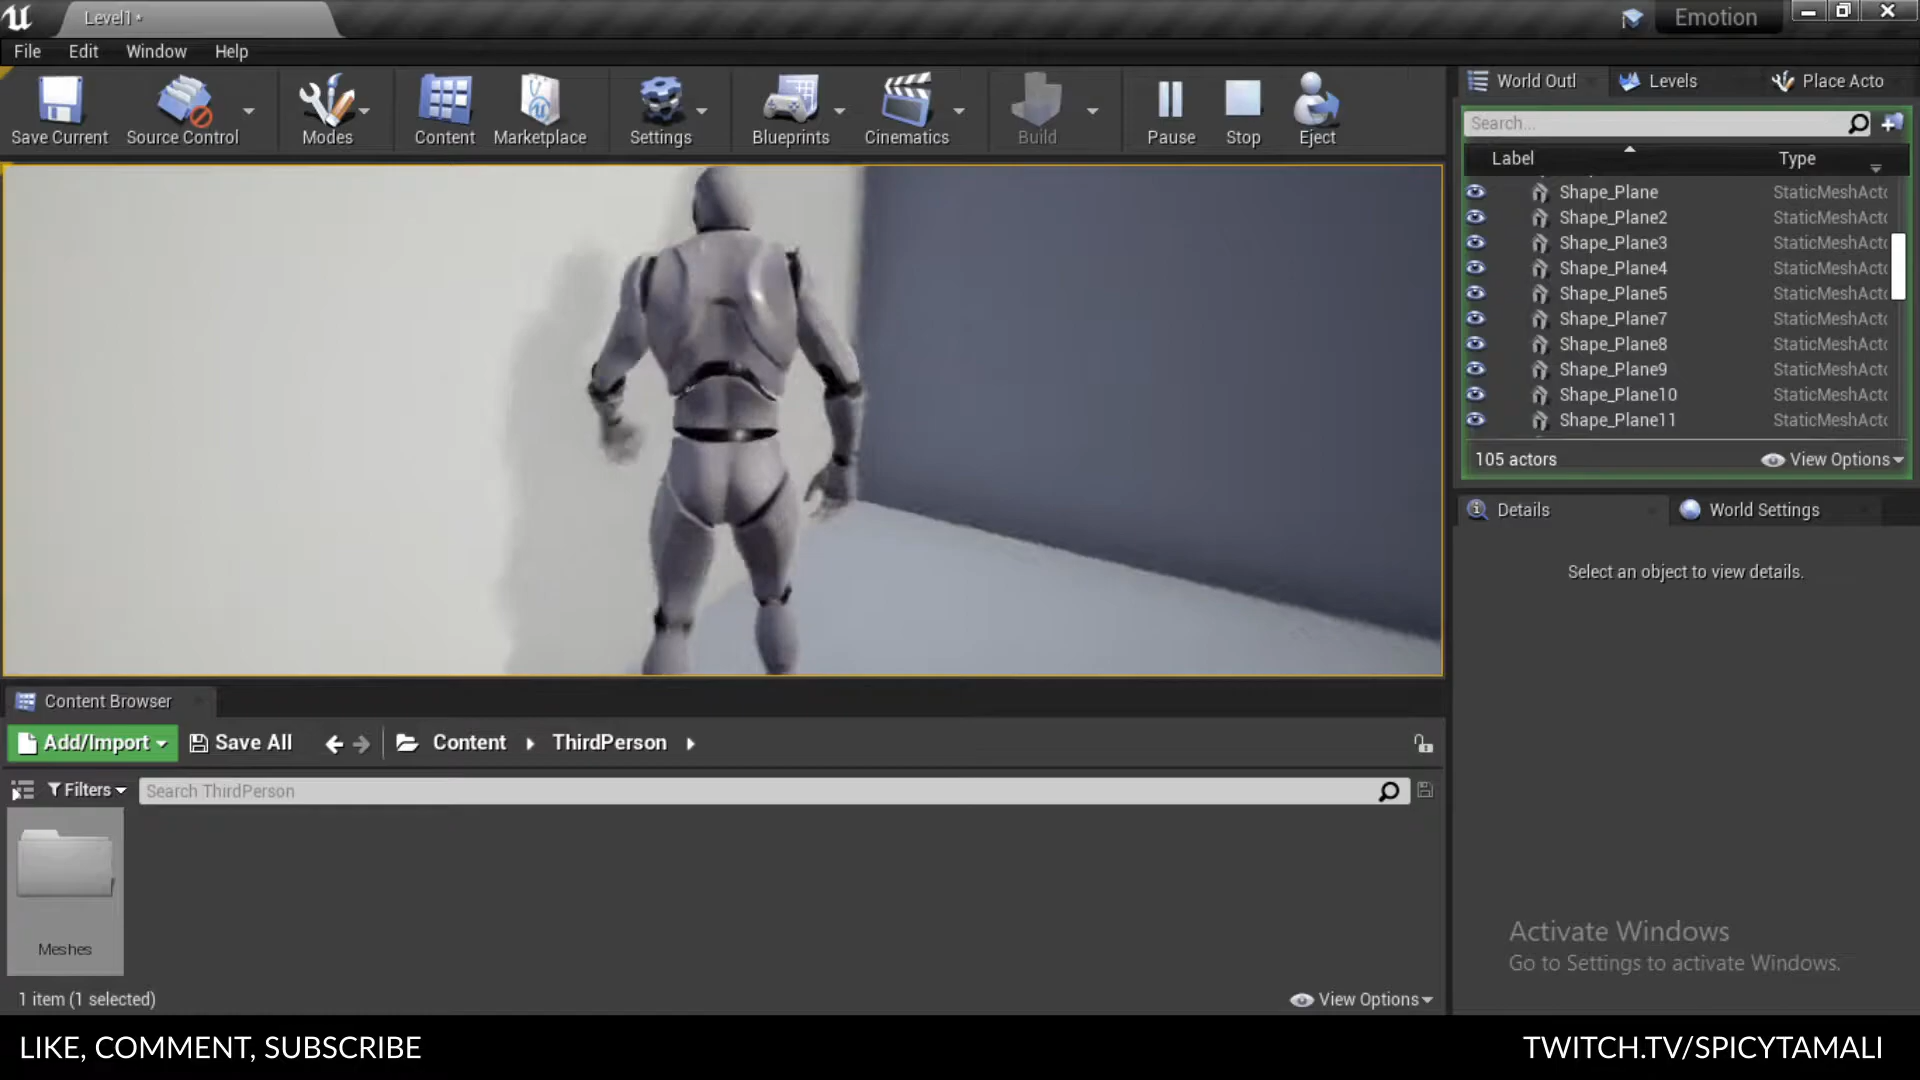 Level1*
Emotion
File Edit Window Help
Save Current Source Control Modes Content Marketplace Settings Blueprints Cinematics Build Pause Stop Eject
World Outl Levels Place Acto
Search...
Label Type
Shape_Plane StaticMeshActo
Shape_Plane2 StaticMeshActo
Shape_Plane3 StaticMeshActo
Shape_Plane4 StaticMeshActo
Shape_Plane5 StaticMeshActo
Shape_Plane7 StaticMeshActo
Shape_Plane8 StaticMeshActo
Shape_Plane9 StaticMeshActo
Shape_Plane10 StaticMeshActo
Shape_Plane11 StaticMeshActo
105 actors View Options
Details World Settings
Select an object to view details.
Content Browser
Add/Import Save All Content ThirdPerson
Filters Search ThirdPerson
Meshes
1 item (1 selected) View Options
Activate Windows
Go to Settings to activate Windows.
LIKE, COMMENT, SUBSCRIBE
TWITCH.TV/SPICYTAMALI